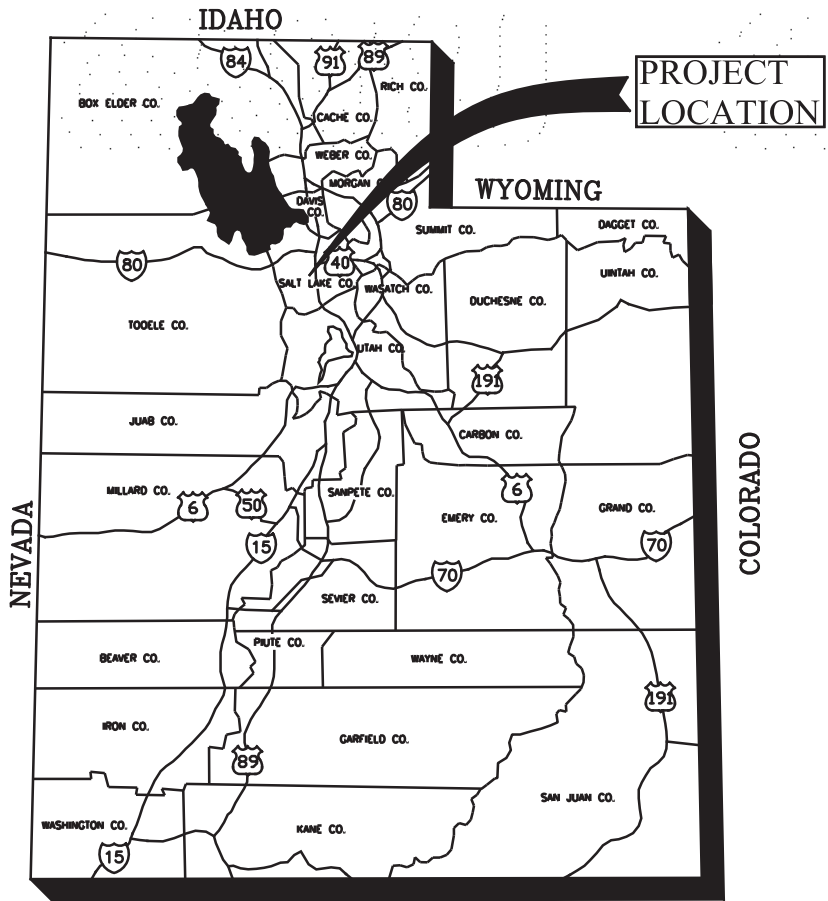 IDAHO
84
91
89
PROJECT
LOCATION
RICH CO.
BOX ELDER CO.
CACHE CO.
WEBER CO.
MORGAN
DAVIS
CO.
80
WYOMING
SUMMIT CO.
DAGGET CO.
80
40
SALT LAKE CO.
WASATCH CO.
UINTAH CO.
DUCHESNE CO.
TOOELE CO.
UTAH CO.
191
JUAB CO.
CARBON CO.
COLORADO
MILLARD CO.
6
50
SANPETE CO.
6
EMERY CO.
GRAND CO.
NEVADA
15
70
70
SEVIER CO.
PIUTE CO.
BEAVER CO.
WAYNE CO.
191
IRON CO.
GARFIELD CO.
89
SAN JUAN CO.
WASHINGTON CO.
KANE CO.
15